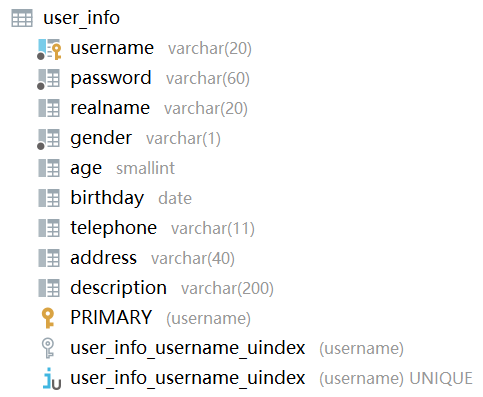 user_info
username varchar(20)
password varchar(60)
realname varchar(20)
gender varchar(1)
age smallint
birthday date
telephone varchar(11)
address varchar(40)
description varchar(200)
PRIMARY (username)
user_info_username_uindex (username)
user_info_username_uindex (username) UNIQUE